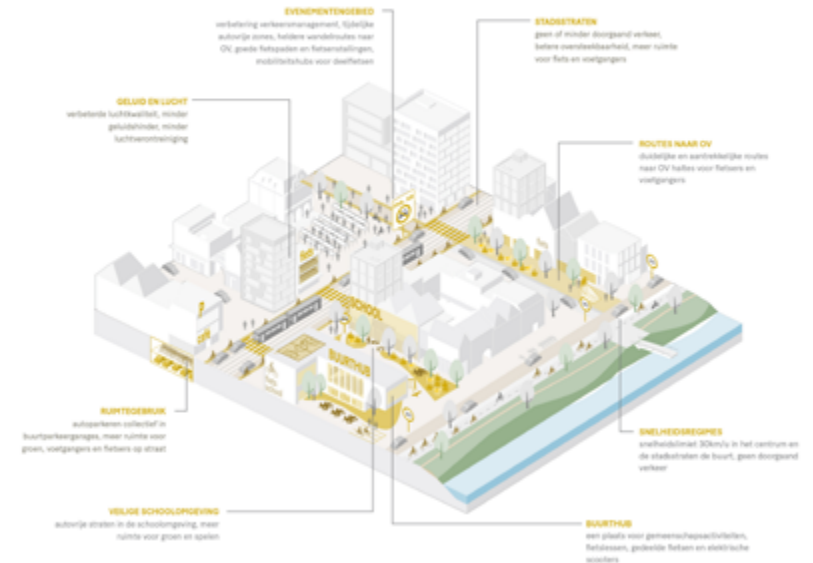 EVENEMENTENGEBIED
verbetering verkeersmanagement, tijdelijke
autovrije zones, heldere wandelroutes naar
OV, goede fietspaden en fietsenstallingen,
mobiliteitshubs voor deelfietsen
STADSSTRATEN
geen of minder doorgaand verkeer,
betere oversteekbaarheid, meer ruimte
voor fiets en voetgangers
GELUID EN LUCHT
verbeterde luchtkwaliteit, minder
geluidshinder, minder
luchtverontreiniging
ROUTES NAAR OV
duidelijke en aantrekkelijke routes
naar OV haltes voor fietsers en
voetgangers
SCHOOL
BUURTHUB
RUIMTEGEBRUIK
autoparkeren collectief in
buurtparkeergarages, meer ruimte voor
groen, voetgangers en fietsers op straat
SNELHEIDSREGIMES
snelheidslimiet 30km/u in het centrum en
de stadsstraten de buurt, geen doorgaand
verkeer
VEILIGE SCHOOLOMGEVING
autovrije straten in de schoolomgeving, meer
ruimte voor groen en spelen
BUURTHUB
een plaats voor gemeenschapsactiviteiten,
fietslessen, gedeelde fietsen en elektrische
scooters